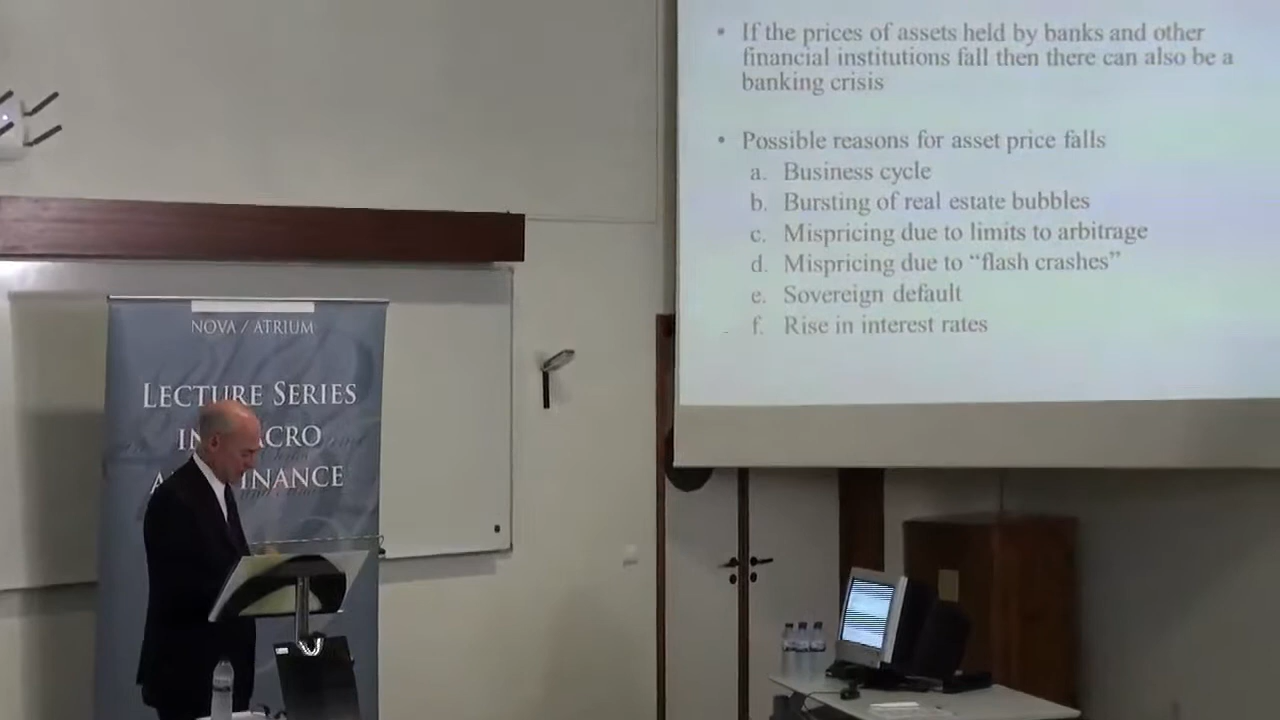 • If the prices of assets held by banks and other
financial institutions fall then there can also be a
banking crisis
• Possible reasons for asset price falls
a. Business cycle
b. Bursting of real estate bubbles
c. Mispricing due to limits to arbitrage
d. Mispricing due to “flash crashes”
e. Sovereign default
f. Rise in interest rates
NOVA / ATRIUM
LECTURE SERIES
ACRO
INANCE